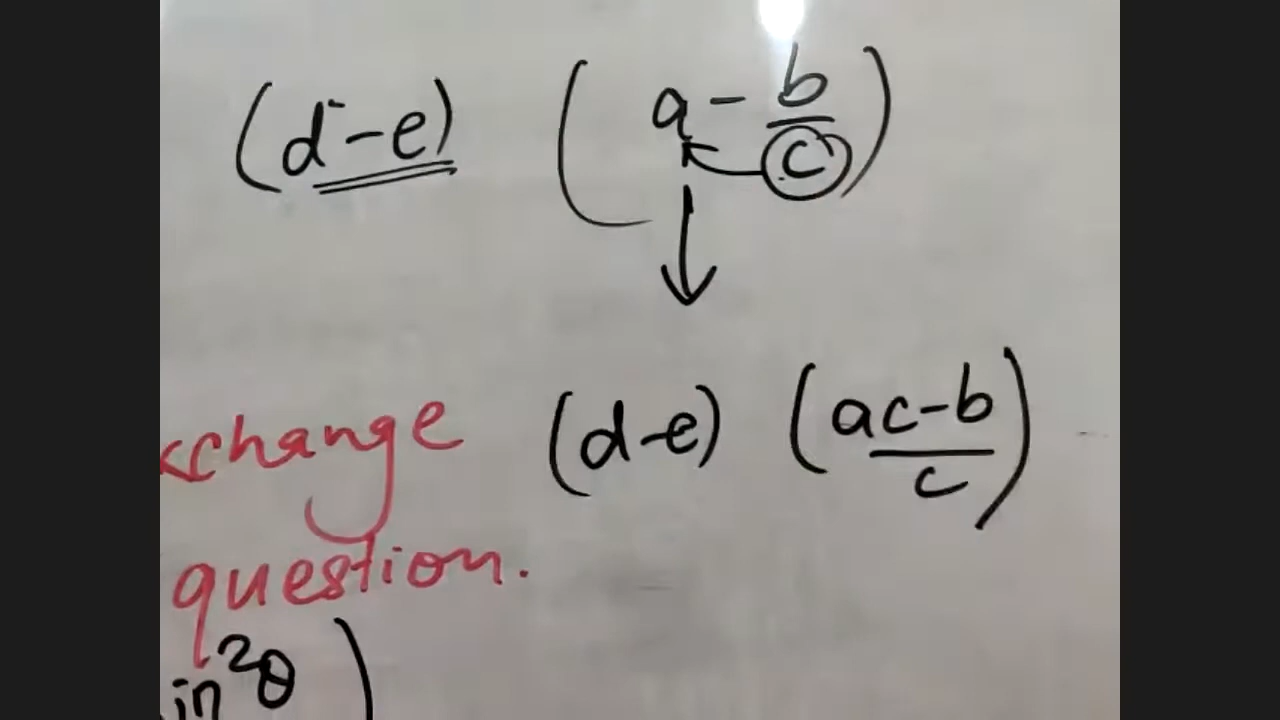 (d-e) (a - b/c)
(d-e) (ac-b/c)
xchange
question.
in²θ)